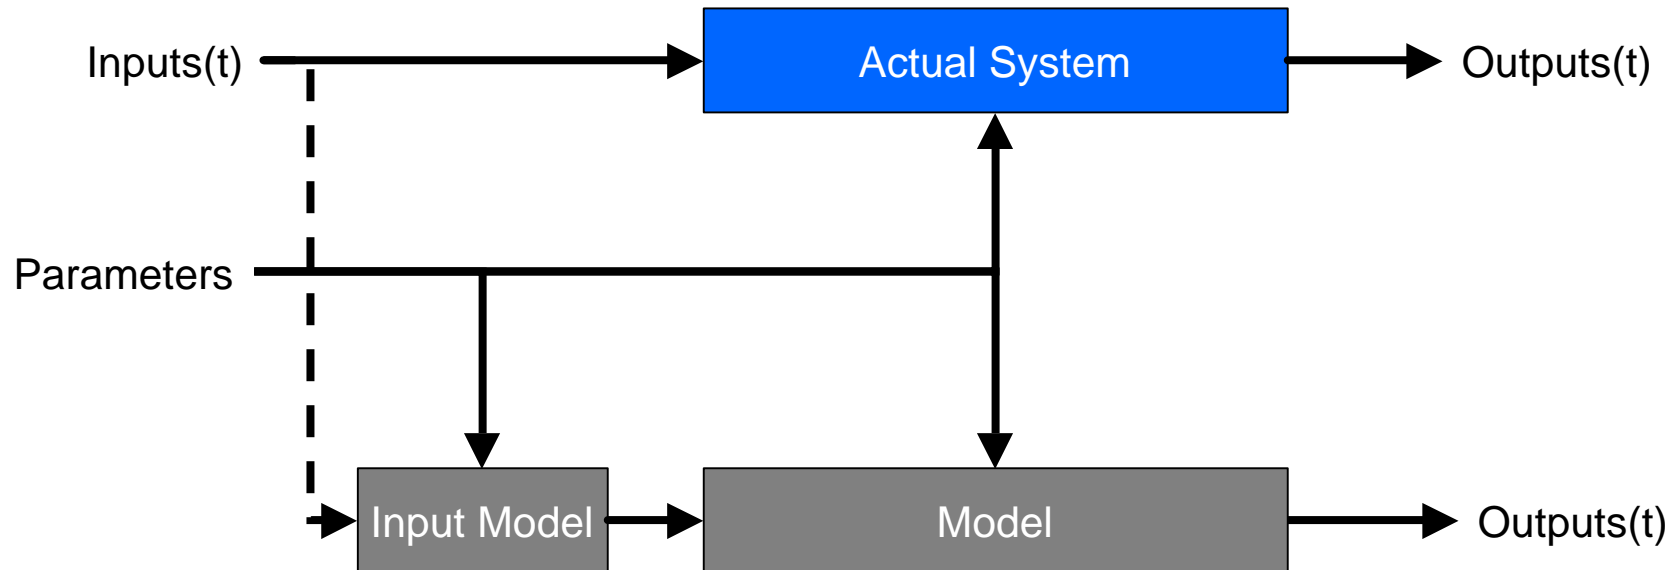 Inputs(t)
Actual System
Outputs(t)
Parameters
Input Model
Model
Outputs(t)